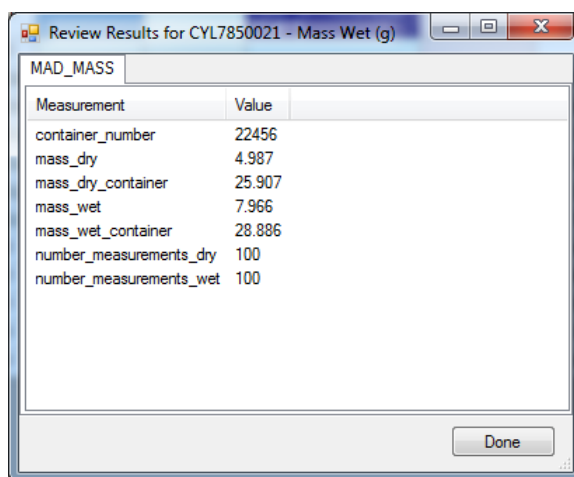 Review Results for CYL7850021 - Mass Wet (g)
MAD_MASS
Measurement Value
container_number 22456
mass_dry 4.987
mass_dry_container 25.907
mass_wet 7.966
mass_wet_container 28.886
number_measurements_dry 100
number_measurements_wet 100
Done